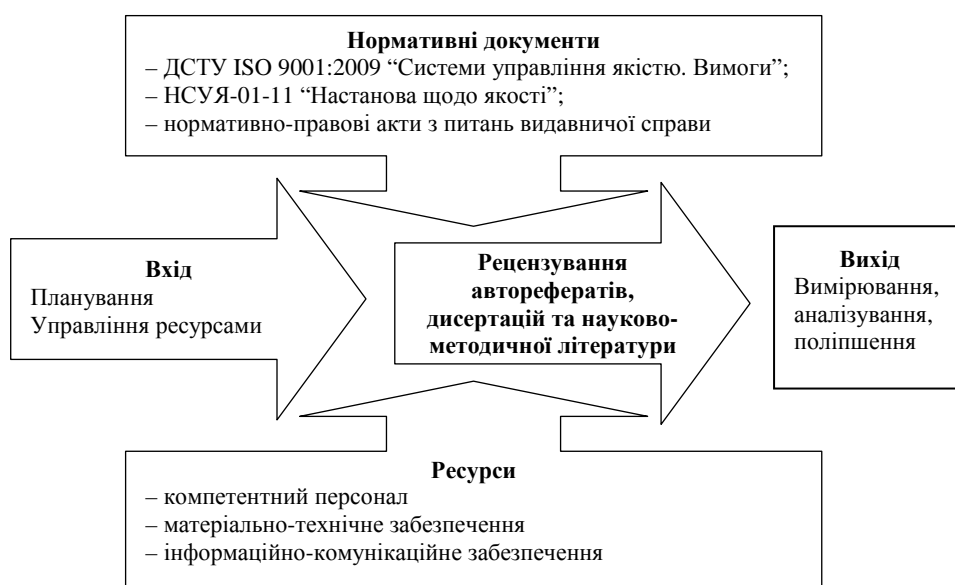 Нормативні документи
– ДСТУ ISO 9001:2009 “Системи управління якістю. Вимоги”;
– НСУЯ-01-11 “Настанова щодо якості”;
– нормативно-правові акти з питань видавничої справи
Вхід
Планування
Управління ресурсами
Рецензування
авторефератів,
дисертацій та науково-
методичної літератури
Вихід
Вимірювання,
аналізування,
поліпшення
Ресурси
– компетентний персонал
– матеріально-технічне забезпечення
– інформаційно-комунікаційне забезпечення